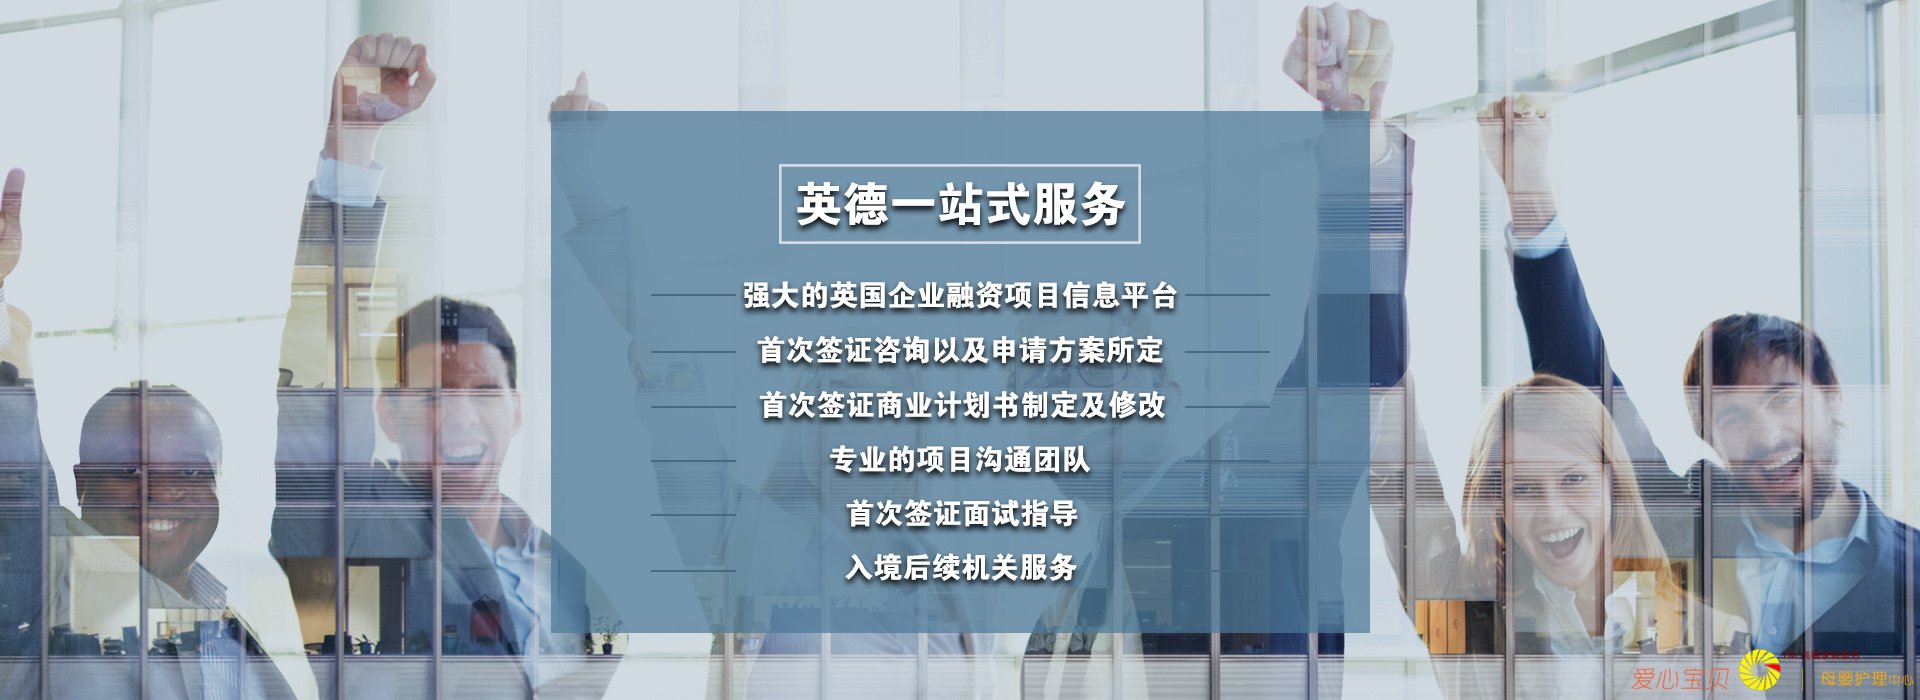 英德一站式服务
强大的英国企业融资项目信息平台
首次签证咨询以及申请方案所定
首次签证商业计划书制定及修改
专业的项目沟通团队
首次签证面试指导
入境后续机关服务
爱心宝贝
母婴护理中心